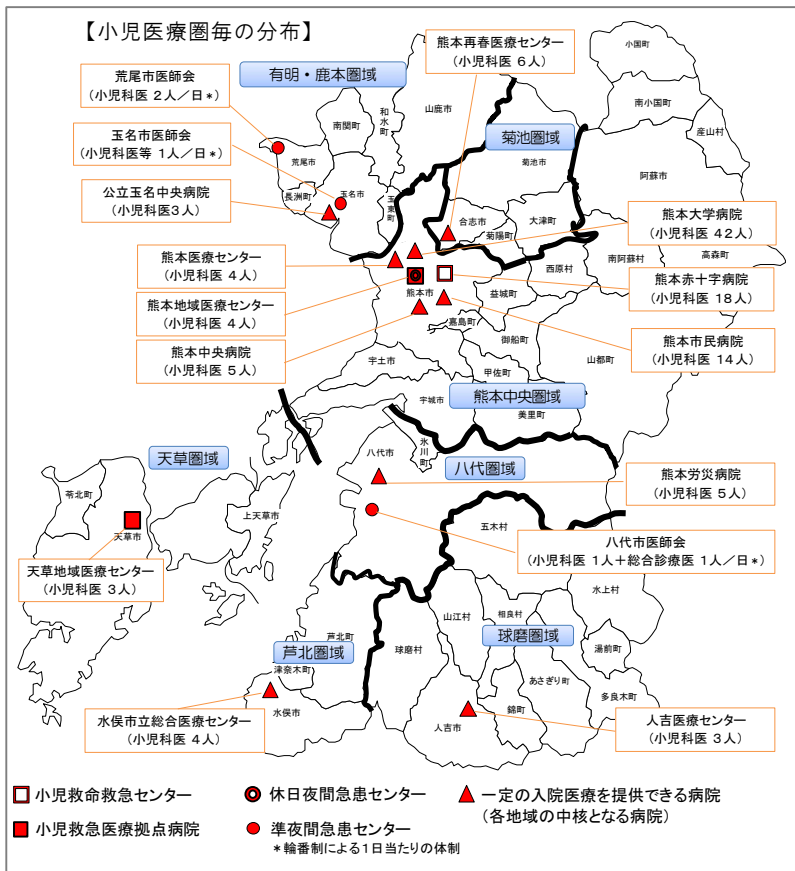 【小児医療圏毎の分布】
熊本再春医療センター
(小児科医 6人)
荒尾市医師会
(小児科医 2人/日*)
有明・鹿本圏域
玉名市医師会
(小児科医等 1人/日*)
公立玉名中央病院
(小児科医3人)
菊池圏域
小国町
南小国町
産山村
山鹿市
和水町
南関町
荒尾市
長洲町
玉名市
玉東町
菊池市
阿蘇市
合志市
菊陽町
大津町
熊本大学病院
(小児科医 42人)
熊本医療センター
(小児科医 4人)
西原村
南阿蘇村
高森町
熊本赤十字病院
(小児科医 18人)
熊本地域医療センター
(小児科医 4人)
熊本市
益城町
嘉島町
御船町
熊本市民病院
(小児科医 14人)
熊本中央病院
(小児科医 5人)
宇土市
甲佐町
山都町
宇城市
熊本中央圏域
美里町
氷川町
八代市
八代圏域
天草圏域
熊本労災病院
(小児科医 5人)
苓北町
上天草市
天草市
八代市医師会
(小児科医 1人+総合診療医 1人/日*)
天草地域医療センター
(小児科医 3人)
五木村
水上村
山江村
相良村
球磨圏域
湯前町
芦北町
芦北圏域
球磨村
津奈木町
あさぎり町
多良木町
錦町
水俣市
人吉市
水俣市立総合医療センター
(小児科医 4人)
人吉医療センター
(小児科医 3人)
小児救命救急センター
休日夜間急患センター
一定の入院医療を提供できる病院
(各地域の中核となる病院)
小児救急医療拠点病院
準夜間急患センター
*輪番制による1日当たりの体制